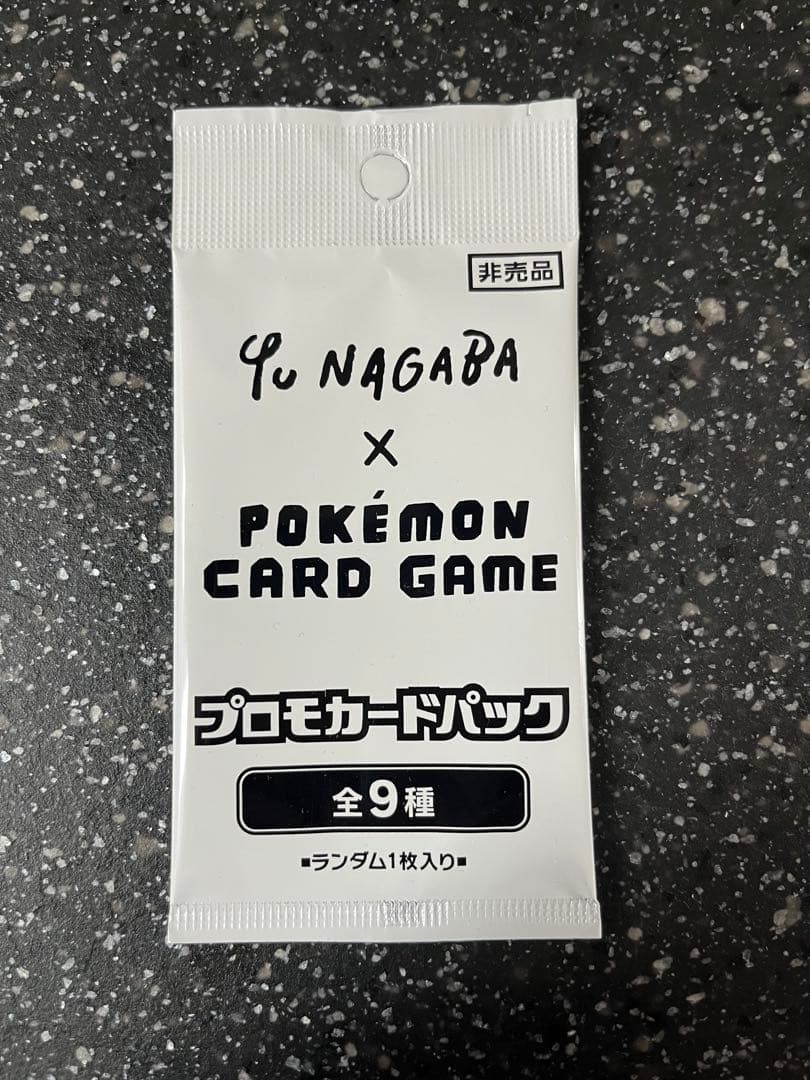 非売品
Yu NAGABA
×
POKÉMON
CARD GAME
プロモカードパック
全9種
■ランダム1枚入り■